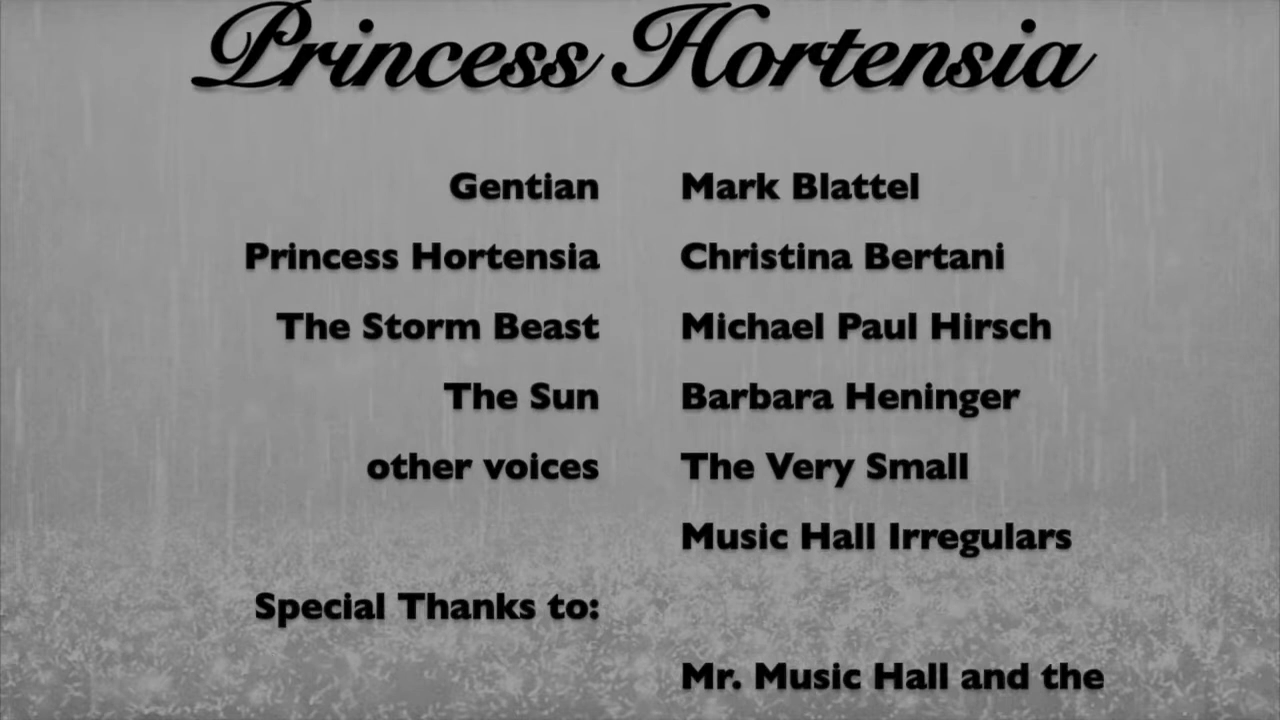 Princess Hortensia
Gentian Mark Blattel
Princess Hortensia Christina Bertani
The Storm Beast Michael Paul Hirsch
The Sun Barbara Heninger
other voices The Very Small
Music Hall Irregulars
Special Thanks to:
Mr. Music Hall and the